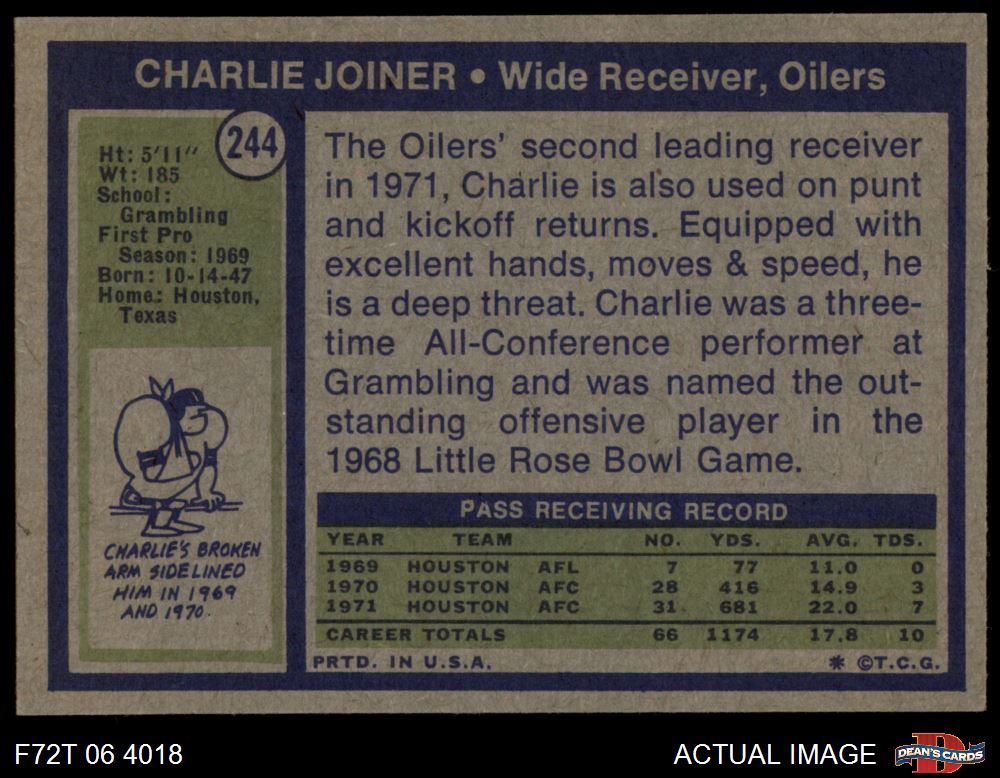 CHARLIE JOINER • Wide Receiver, Oilers
244
Ht: 5'11"
Wt: 185
School:
Grambling
First Pro
Season: 1969
Born: 10-14-47
Home: Houston,
Texas
CHARLIE'S BROKEN
ARM SIDELINED
HIM IN 1969
AND 1970.
The Oilers' second leading receiver
in 1971, Charlie is also used on punt
and kickoff returns. Equipped with
excellent hands, moves & speed, he
is a deep threat. Charlie was a three-
time All-Conference performer at
Grambling and was named the out-
standing offensive player in the
1968 Little Rose Bowl Game.
PASS RECEIVING RECORD
YEAR TEAM NO. YDS. AVG. TDS.
1969 HOUSTON AFL 7 77 11.0 0
1970 HOUSTON AFC 28 416 14.9 3
1971 HOUSTON AFC 31 681 22.0 7
CAREER TOTALS 66 1174 17.8 10
PRTD. IN U.S.A. * ©T.C.G.
F72T 06 4018
ACTUAL IMAGE
D
DEAN'S CARDS